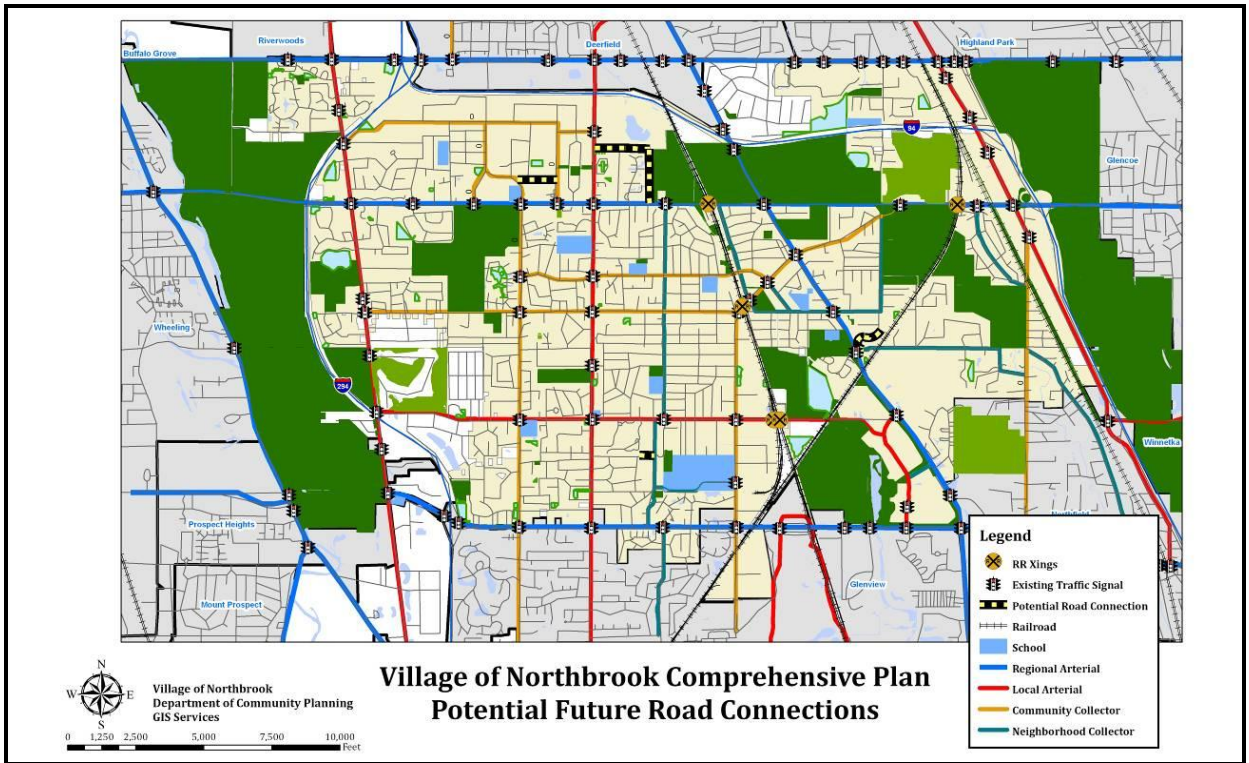 Riverwoods
Deerfield
Highland Park
Buffalo Grove
94
Glencoe
Wheeling
294
Winnetka
Prospect Heights
Northfield
Mount Prospect
Glenview
Legend
RR Xings
Existing Traffic Signal
Potential Road Connection
Railroad
School
Regional Arterial
Local Arterial
Community Collector
Neighborhood Collector
N
W
E
S
Village of Northbrook
Department of Community Planning
GIS Services
0 1,250 2,500 5,000 7,500 10,000
Feet
Village of Northbrook Comprehensive Plan
Potential Future Road Connections